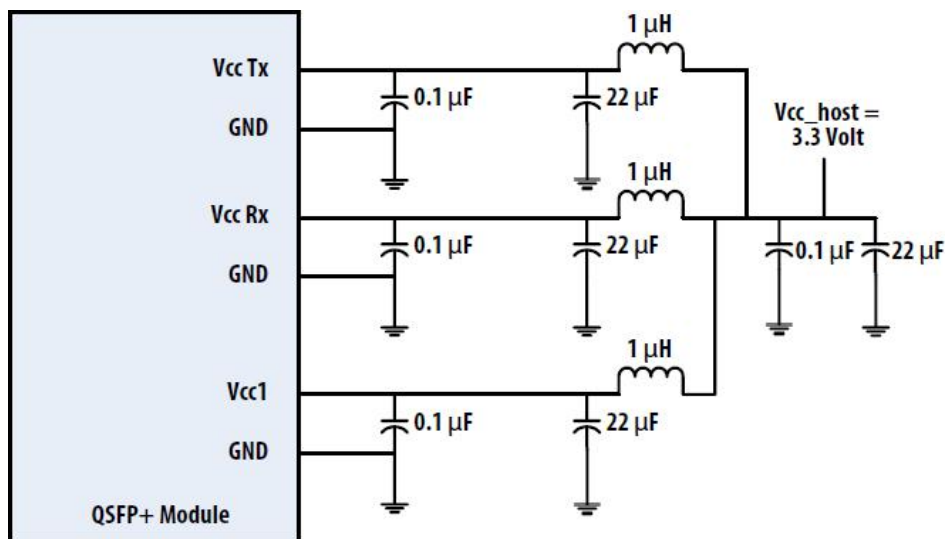 1 µH
Vcc Tx
0.1 µF
22 µF
GND
Vcc_host =
3.3 Volt
1 µH
Vcc Rx
0.1 µF
22 µF
0.1 µF
22 µF
GND
1 µH
Vcc1
0.1 µF
22 µF
GND
QSFP+ Module